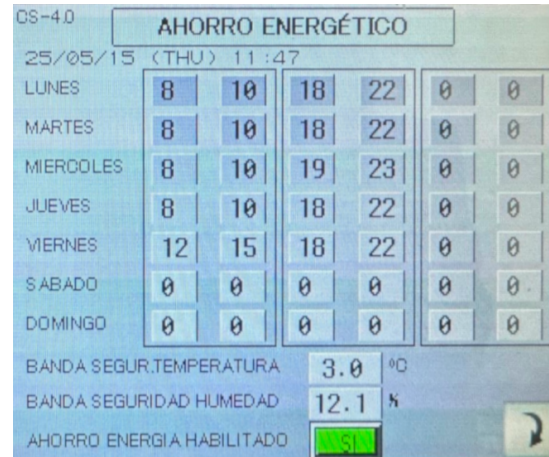 CS-4.0
AHORRO ENERGÉTICO
25/05/15 (THU) 11:47
LUNES 8 10 18 22 0 0
MARTES 8 10 18 22 0 0
MIERCOLES 8 10 19 23 0 0
JUEVES 8 10 18 22 0 0
VIERNES 12 15 18 22 0 0
SABADO 0 0 0 0 0 0
DOMINGO 0 0 0 0 0 0
BANDA SEGUR.TEMPERATURA 3.0 ºC
BANDA SEGURIDAD HUMEDAD 12.1 %
AHORRO ENERGIA HABILITADO SI